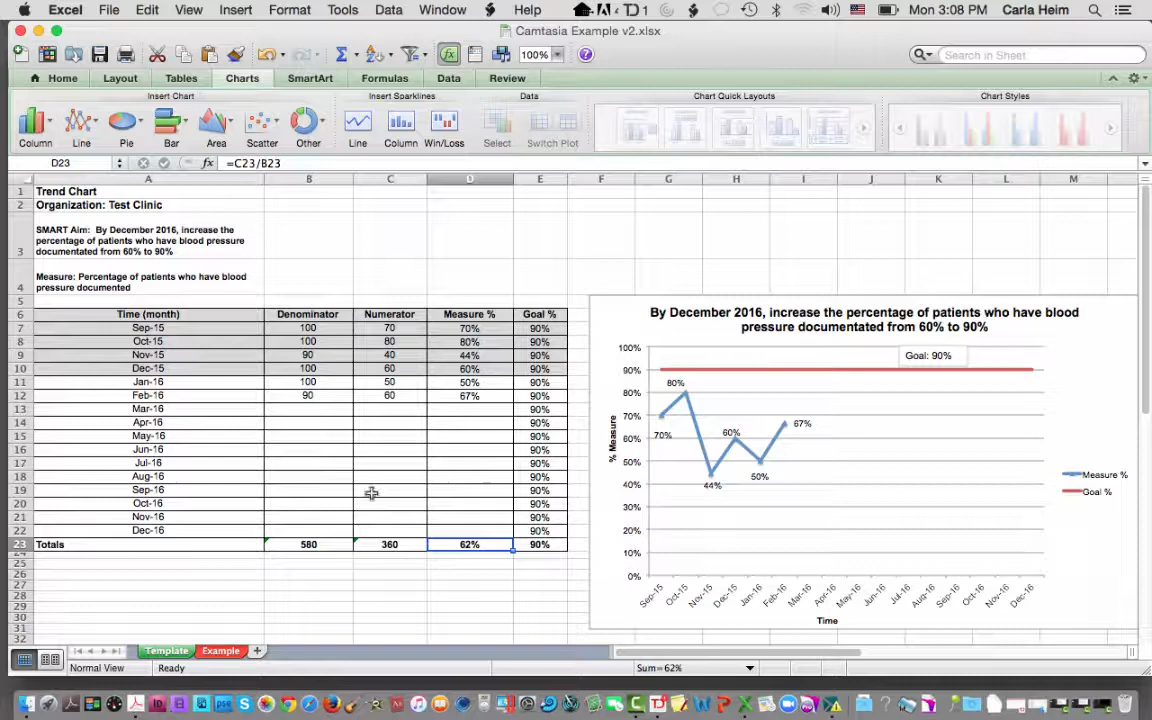 Excel File Edit View Insert Format Tools Data Window Help 1 Mon 3:08 PM Carla Heim
Camtasia Example v2.xlsx
100% Search in Sheet
Home Layout Tables Charts SmartArt Formulas Data Review
Insert Chart Insert Sparklines Data Chart Quick Layouts Chart Styles
Column Line Pie Bar Area Scatter Other Line Column Win/Loss Select Switch Plot
D23 fx =C23/B23
A B C D E F G H I J K L M
1 Trend Chart
2 Organization: Test Clinic
SMART Aim: By December 2016, increase the
percentage of patients who have blood pressure
3 documentated from 60% to 90%
Measure: Percentage of patients who have blood
4 pressure documented
5
6 Time (month) Denominator Numerator Measure % Goal %
7 Sep-15 100 70 70% 90%
8 Oct-15 100 80 80% 90%
9 Nov-15 90 40 44% 90%
10 Dec-15 100 60 60% 90%
11 Jan-16 100 50 50% 90%
12 Feb-16 90 60 67% 90%
13 Mar-16 90%
14 Apr-16 90%
15 May-16 90%
16 Jun-16 90%
17 Jul-16 90%
18 Aug-16 90%
19 Sep-16 90%
20 Oct-16 90%
21 Nov-16 90%
22 Dec-16 90%
23 Totals 580 360 62% 90%
24
25
26
27
28
29
30
31
32
By December 2016, increase the percentage of patients who have blood
pressure documentated from 60% to 90%
Goal: 90%
100%
90%
80%
70%
60%
50%
40%
30%
20%
10%
0%
% Measure
70%
80%
44%
60%
50%
67%
Measure %
Goal %
Sep-15 Oct-15 Nov-15 Dec-15 Jan-16 Feb-16 Mar-16 Apr-16 May-16 Jun-16 Jul-16 Aug-16 Sep-16 Oct-16 Nov-16 Dec-16
Time
Template Example
Normal View Ready Sum=62%